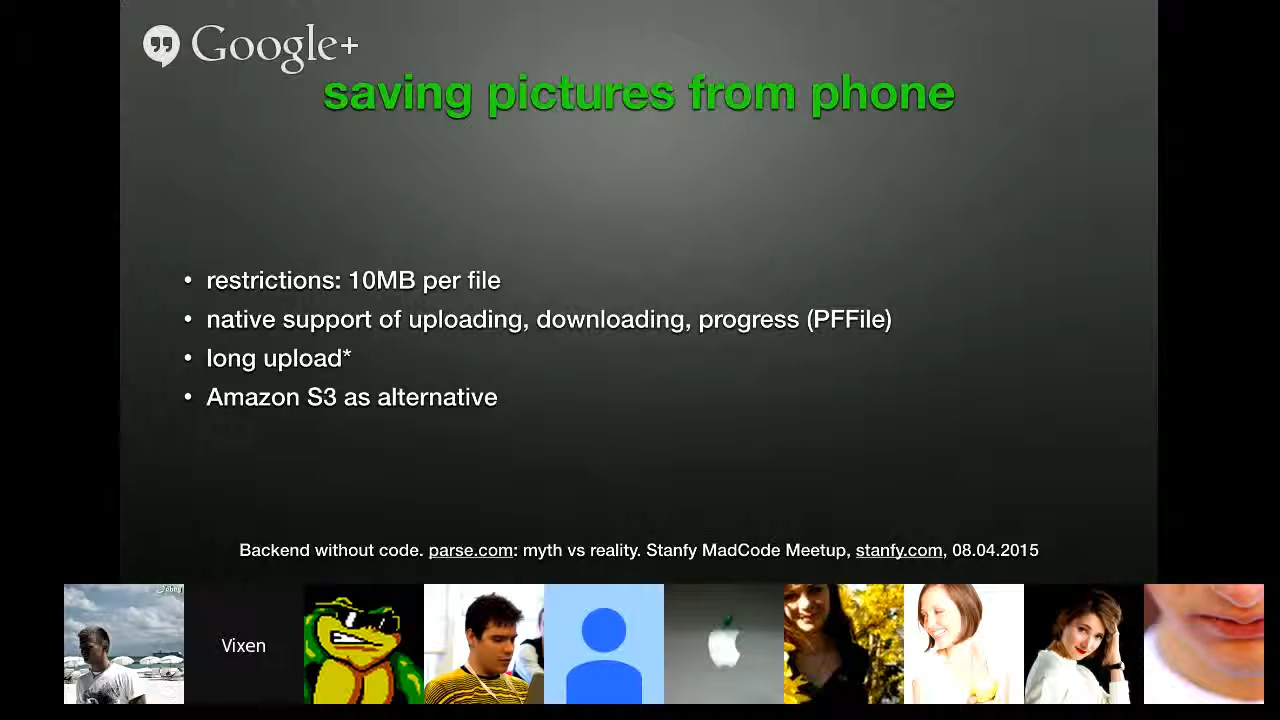 Google+
saving pictures from phone
• restrictions: 10MB per file
• native support of uploading, downloading, progress (PFFile)
• long upload*
• Amazon S3 as alternative
Backend without code. parse.com: myth vs reality. Stanfy MadCode Meetup, stanfy.com, 08.04.2015
Vixen